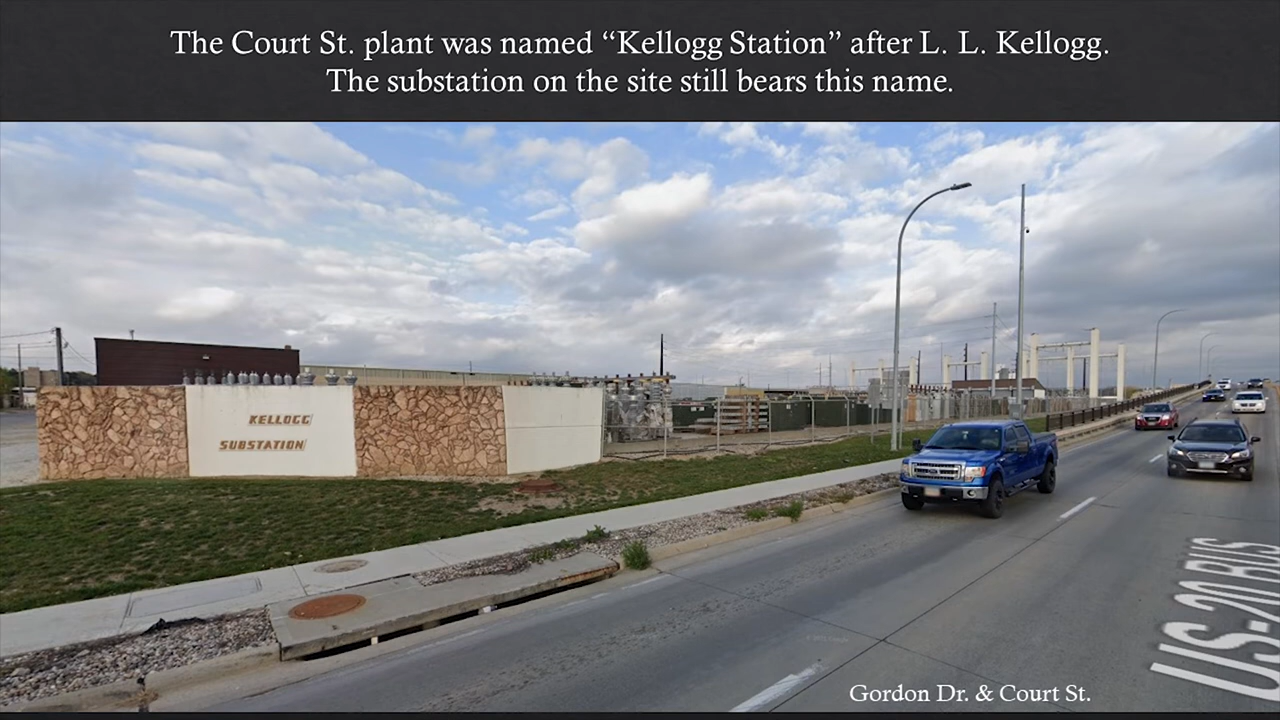 The Court St. plant was named “Kellogg Station” after L. L. Kellogg.
The substation on the site still bears this name.
KELLOGG
SUBSTATION
US-20 BUS
Gordon Dr. & Court St.